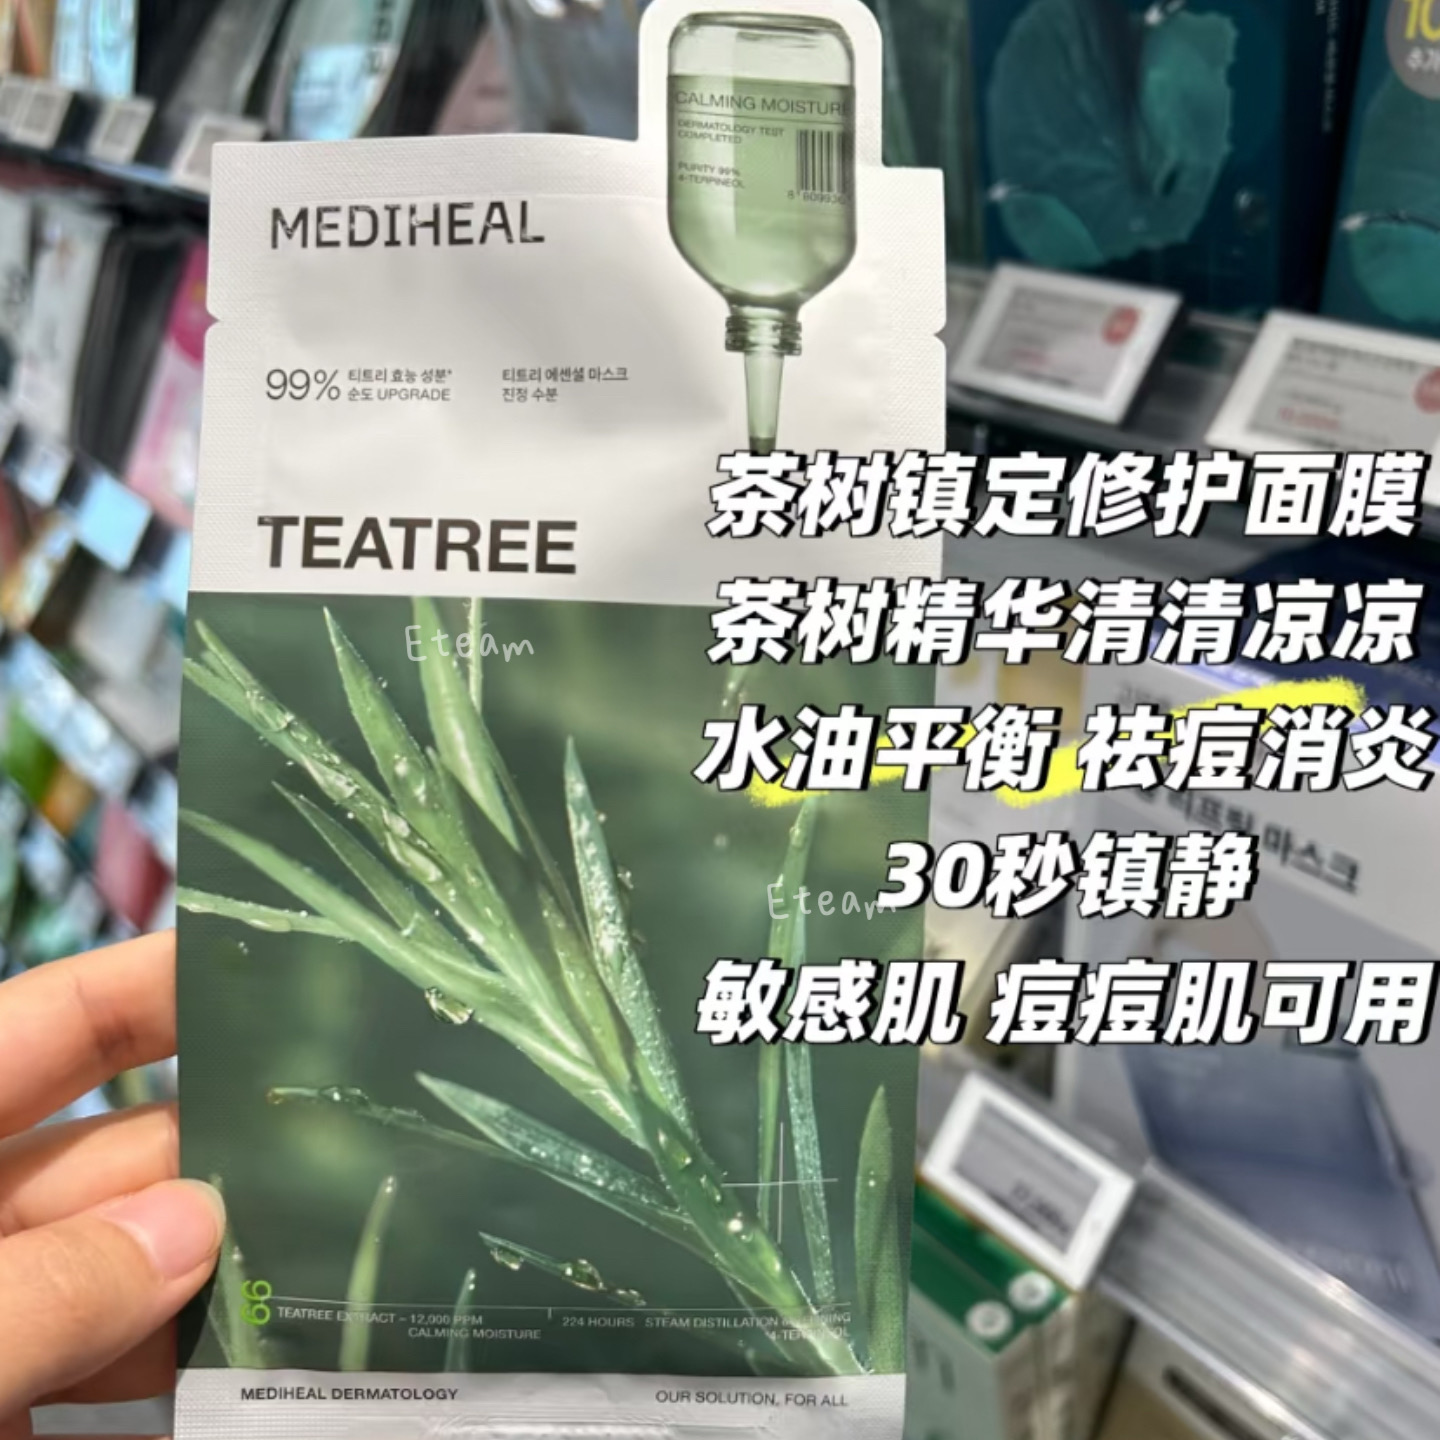 CALMING MOISTURE
DERMATOLOGY TEST
COMPLETED
PURITY 99%
4-TERPINEOL
MEDIHEAL
99% 티트리 효능 성분*
순도 UPGRADE
티트리 에센셜 마스크
진정 수분
TEATREE
茶树镇定修护面膜
茶树精华清清凉凉
水油平衡 祛痘消炎
30秒镇静
敏感肌 痘痘肌可用
Eteam
Eteam
마스크
99
TEATREE EXTRACT - 12,000 PPM
CALMING MOISTURE
224 HOURS STEAM DISTILLATION
MEDIHEAL DERMATOLOGY
OUR SOLUTION, FOR ALL